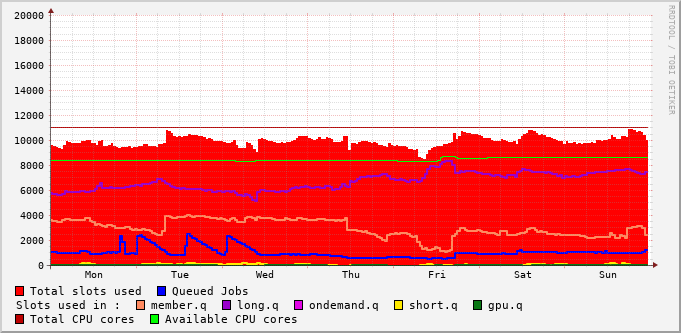 RRDTOOL / TOBI OETIKER
20000
18000
16000
14000
12000
10000
8000
6000
4000
2000
0
Mon Tue Wed Thu Fri Sat Sun
Total slots used Queued Jobs
Slots used in : member.q long.q ondemand.q short.q gpu.q
Total CPU cores Available CPU cores